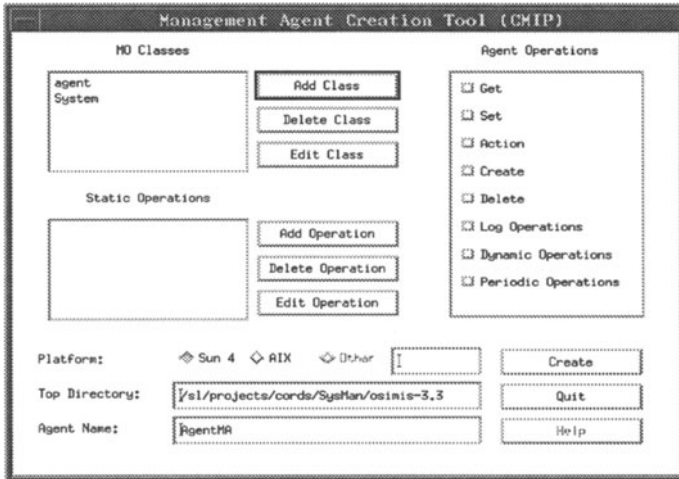 Management Agent Creation Tool (CMIP)
MO Classes
agent
System
Add Class
Delete Class
Edit Class
Static Operations
Add Operation
Delete Operation
Edit Operation
Agent Operations
Get
Set
Action
Create
Delete
Log Operations
Dynamic Operations
Periodic Operations
Platform: Sun 4 AIX Other
Top Directory: /sl/projects/cords/SysMan/osimis-3.3
Agent Name: AgentMA
Create
Quit
Help